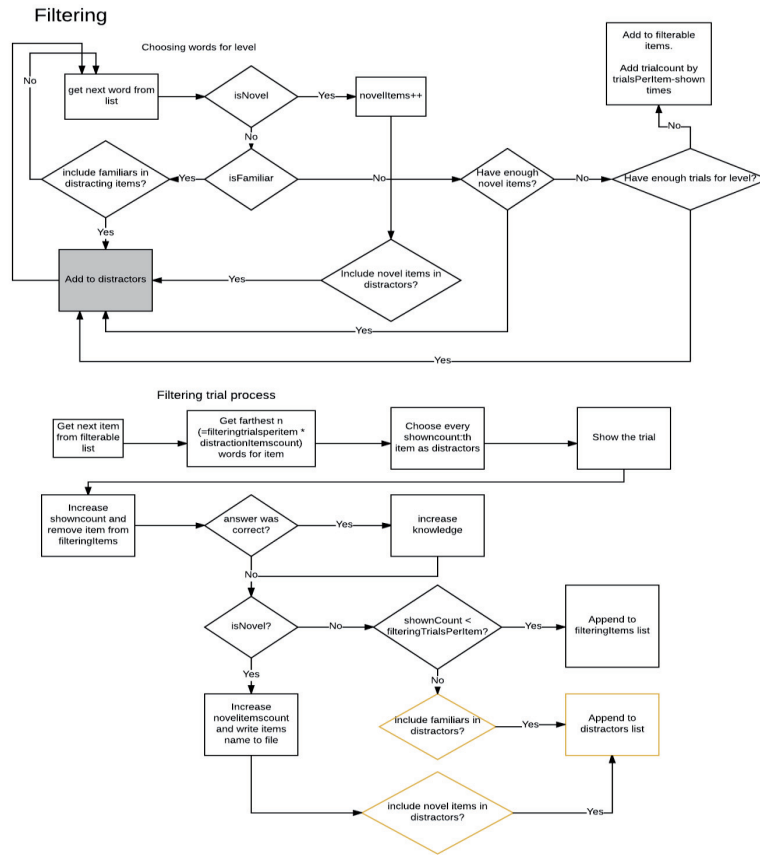 Filtering
Choosing words for level
Add to filterable
items.
Add trialcount by
trialsPerItem-shown
times
No
get next word from
list
isNovel
Yes
novelItems++
No
No
include familiars in
distracting items?
Yes
isFamiliar
No
Have enough
novel items?
No
Have enough trials for level?
Yes
Add to distractors
Yes
Include novel items in
distractors?
Yes
Yes
Filtering trial process
Get next item
from filterable
list
Get farthest n
(=filteringtrialsperitem *
distractionItemscount)
words for item
Choose every
showncount:th
item as distractors
Show the trial
Increase
showncount and
remove item from
filteringItems
answer was
correct?
Yes
increase
knowledge
No
isNovel?
No
shownCount <
filteringTrialsPerItem?
Yes
Append to
filteringItems list
Yes
No
Increase
novelitemscount
and write items
name to file
include familiars in
distractors?
Yes
Append to
distractors list
include novel items in
distractors?
Yes